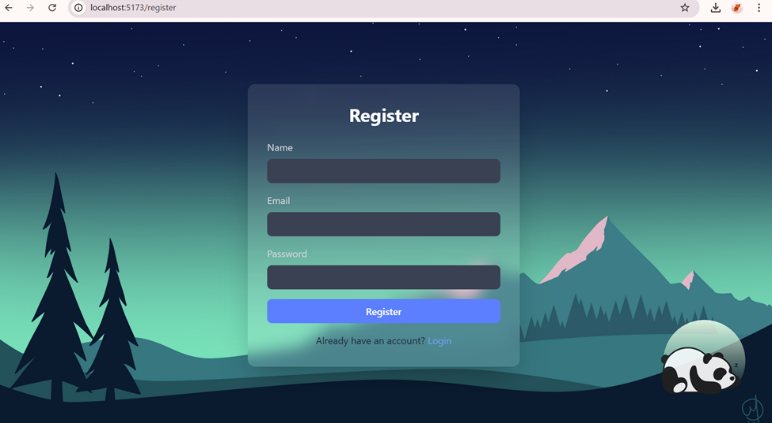 localhost:5173/register
Register
Name
Email
Password
Register
Already have an account? Login